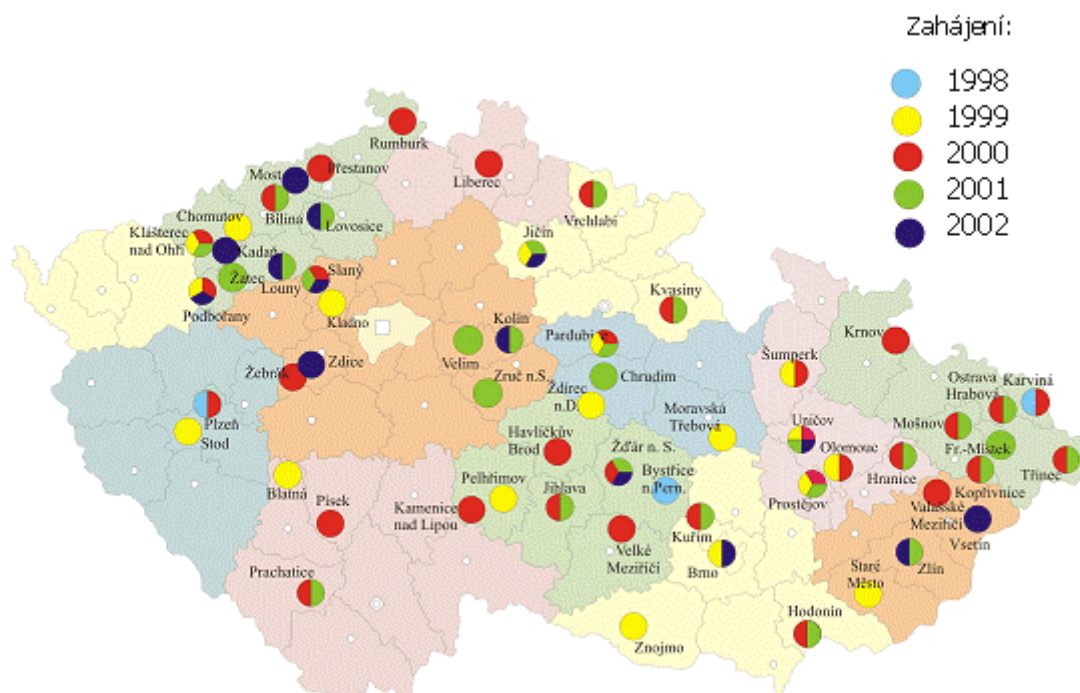 Zahájení:
1998
1999
2000
2001
2002
Rumburk
Přestanov
Most
Liberec
Bílina
Lovosice
Vrchlabí
Chomutov
Klášterec
nad Ohří
Kadaň
Jičín
Žatec
Louny
Slaný
Podbořany
Kladno
Kvasiny
Kolín
Pardubice
Velim
Krnov
Zdice
Žebrák
Šumperk
Chrudim
Zruč n.S.
Ždírec
n.D.
Ostrava
Hrabová
Karviná
Plzeň
Stod
Moravská
Třebová
Uničov
Mošnov
Olomouc
Havlíčkův
Brod
Žďár n. S.
Fr.-Místek
Hranice
Třinec
Bystřice
n.Pern.
Blatná
Pelhřimov
Jihlava
Prostějov
Kopřivnice
Valašské
Meziříčí
Písek
Kamenice
nad Lipou
Kuřim
Vsetín
Velké
Meziříčí
Brno
Zlín
Staré
Město
Prachatice
Hodonín
Znojmo